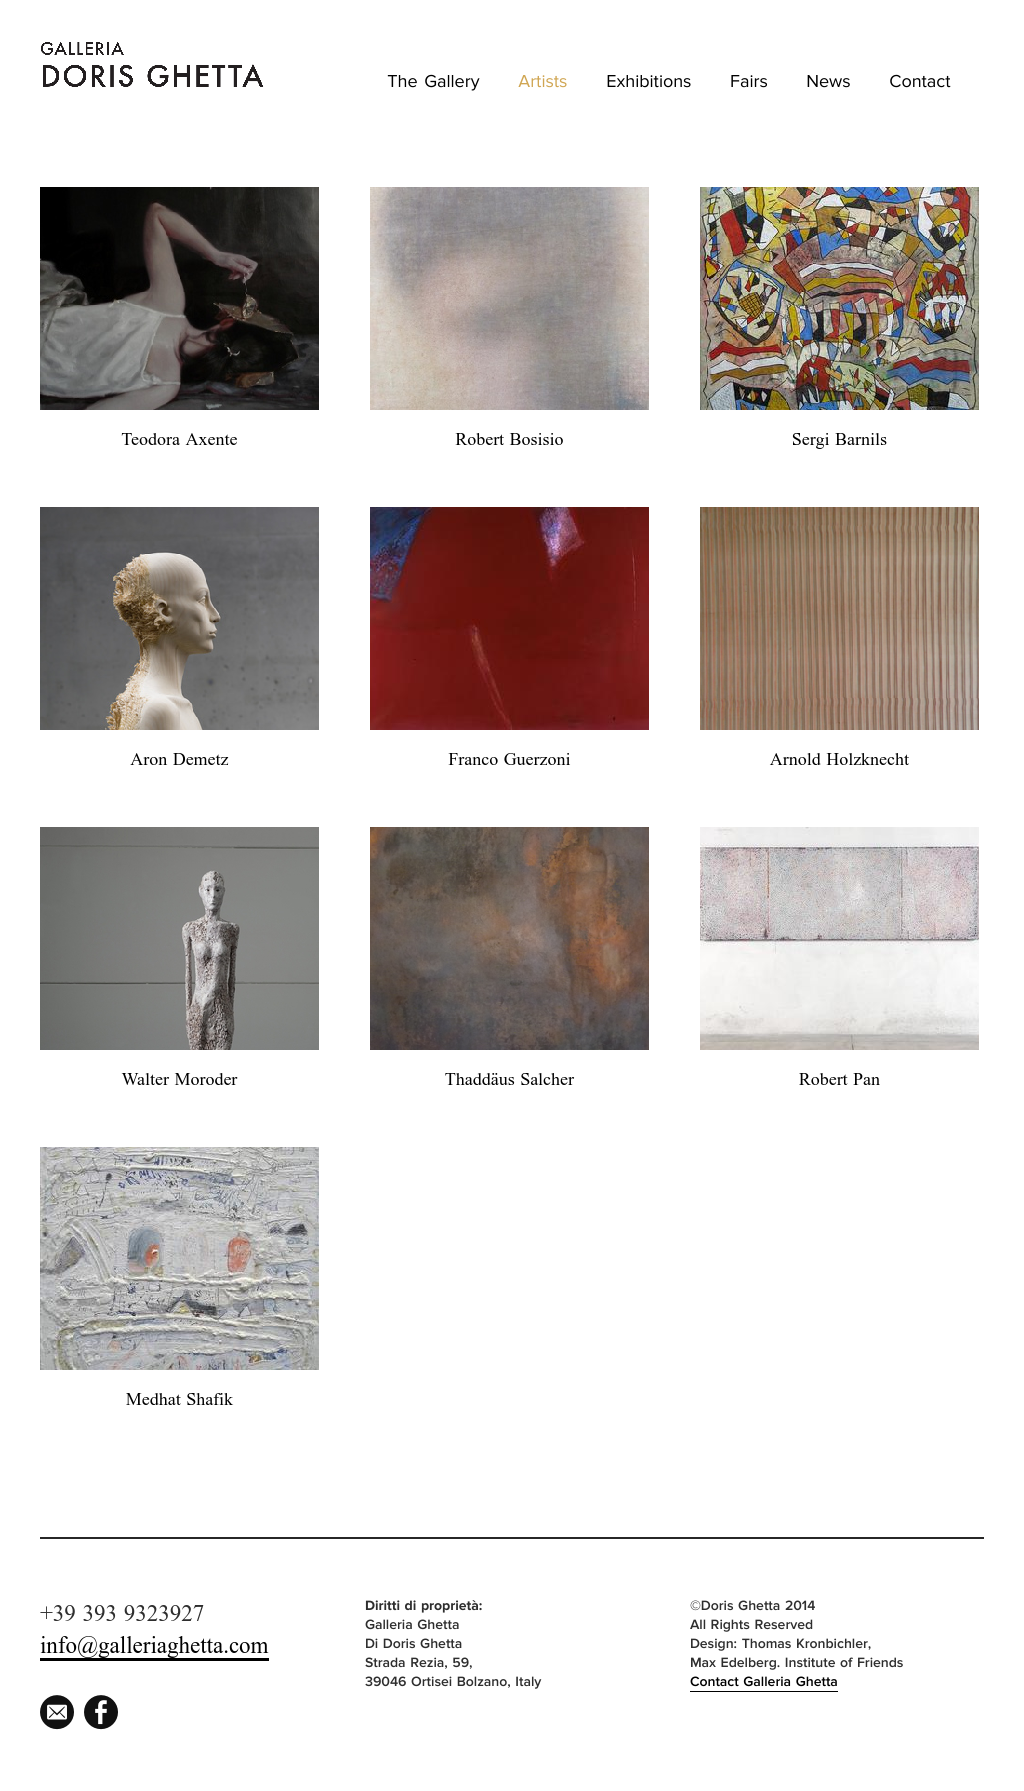 GALLERIA
DORIS GHETTA
The Gallery Artists Exhibitions Fairs News Contact
Teodora Axente Robert Bosisio Sergi Barnils
Aron Demetz Franco Guerzoni Arnold Holzknecht
Walter Moroder Thaddäus Salcher Robert Pan
Medhat Shafik
+39 393 9323927
info@galleriaghetta.com
Diritti di proprietà:
Galleria Ghetta
Di Doris Ghetta
Strada Rezia, 59,
39046 Ortisei Bolzano, Italy
©Doris Ghetta 2014
All Rights Reserved
Design: Thomas Kronbichler,
Max Edelberg. Institute of Friends
Contact Galleria Ghetta